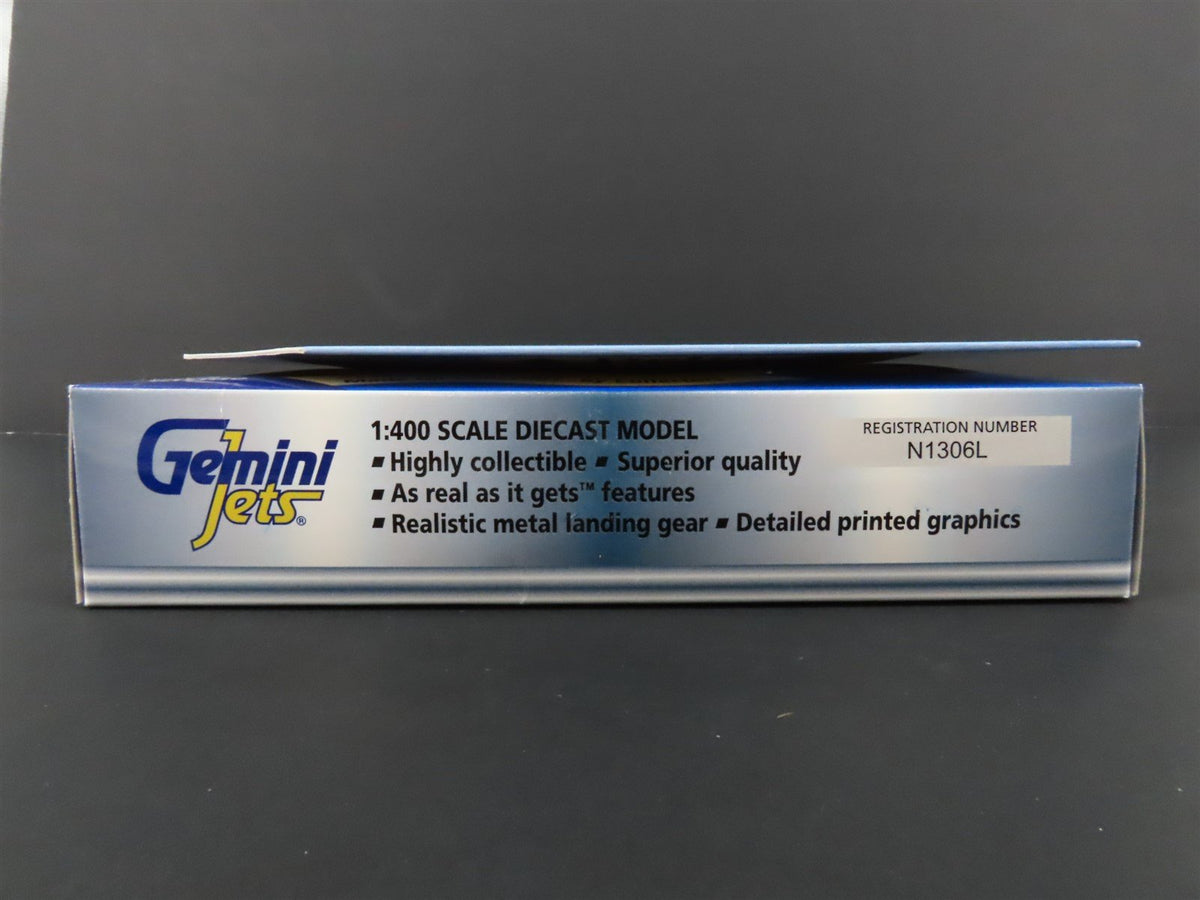 Gemini
Jets®
1:400 SCALE DIECAST MODEL
▪ Highly collectible ▪ Superior quality
▪ As real as it gets™ features
▪ Realistic metal landing gear ▪ Detailed printed graphics
REGISTRATION NUMBER
N1306L